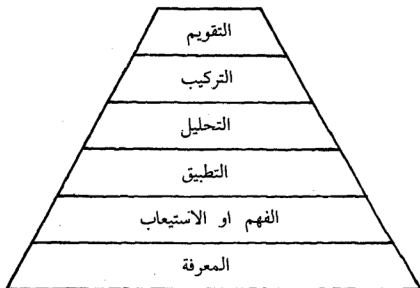 التقويم
التركيب
التحليل
التطبيق
الفهم او الاستيعاب
المعرفة